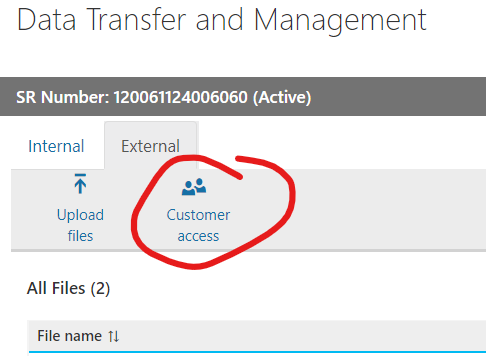 Data Transfer and Management
SR Number: 120061124006060 (Active)
Internal External
Upload files
Customer access
All Files (2)
File name ↑↓